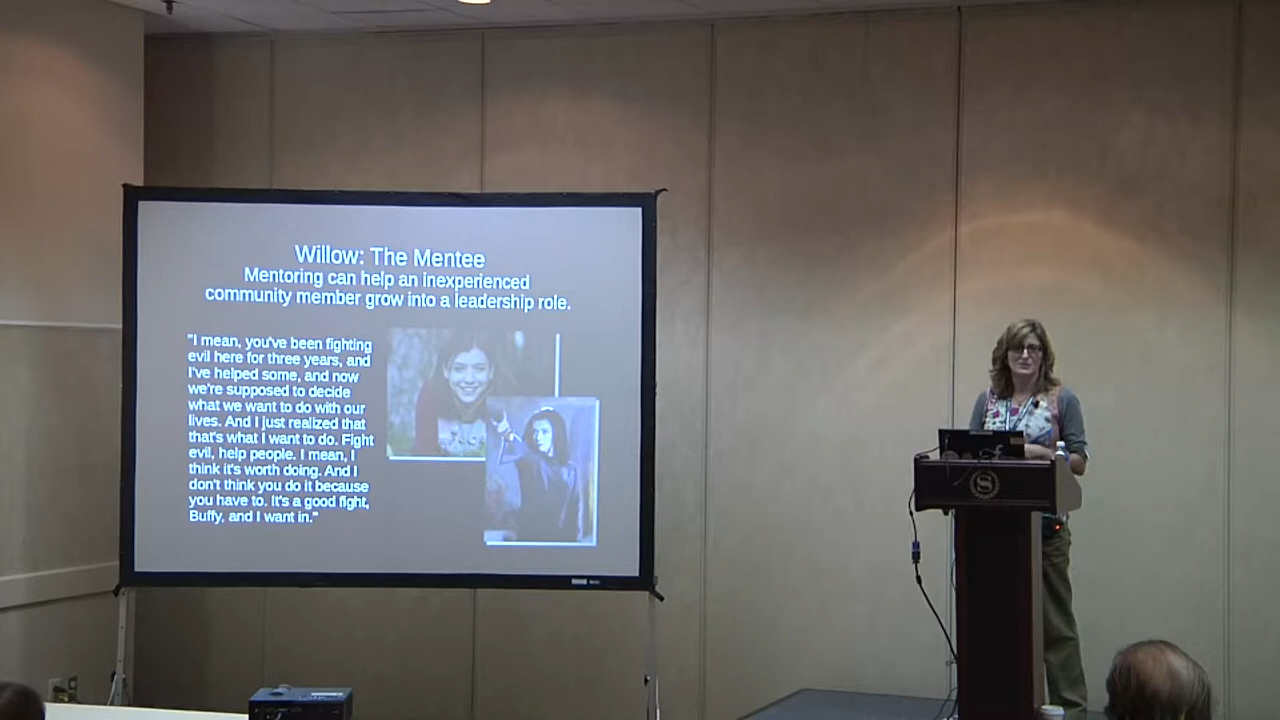 Willow: The Mentee
Mentoring can help an inexperienced
community member grow into a leadership role.
"I mean, you've been fighting
evil here for three years, and
I've helped some, and now
we're supposed to decide
what we want to do with our
lives. And I just realized that
that's what I want to do. Fight
evil, help people. I mean, I
think it's worth doing. And I
don't think you do it because
you have to. It's a good fight,
Buffy, and I want in."
S